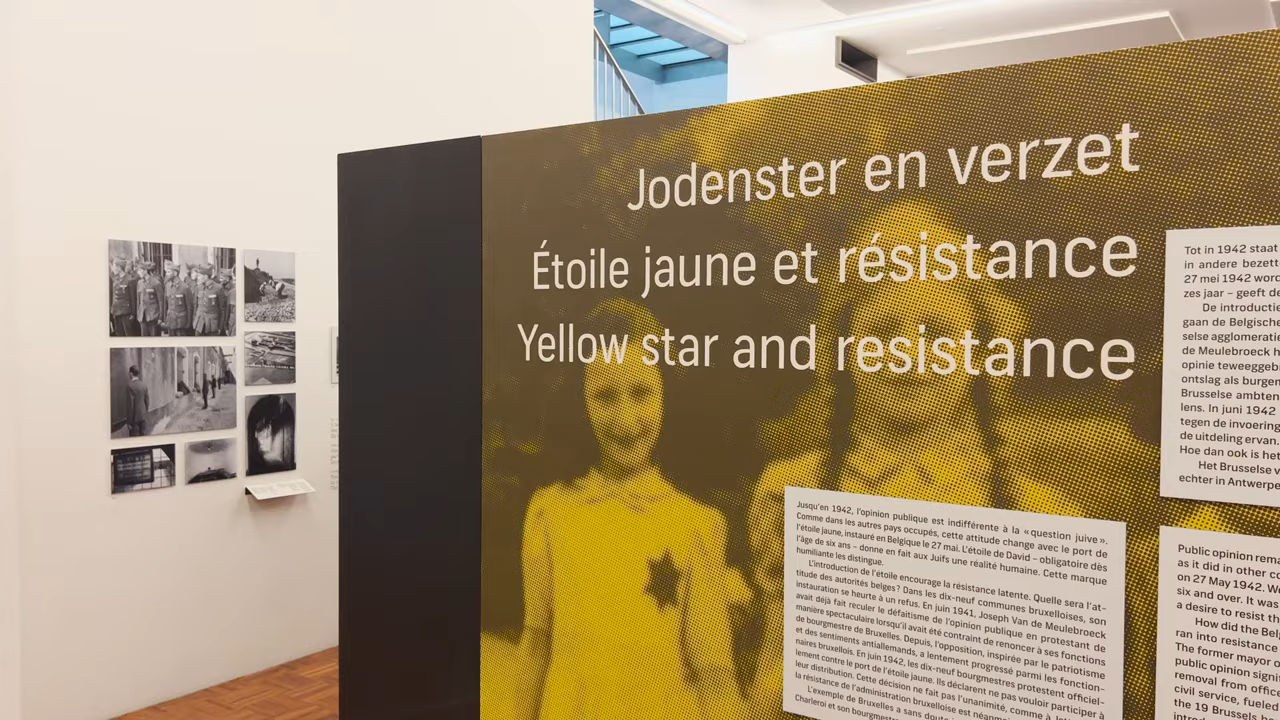 Jodenster en verzet
Étoile jaune et résistance
Yellow star and resistance
Tot in 1942 staat
in andere bezett
27 mei 1942 word
zes jaar – geeft de
De introductie
gaan de Belgische
selse agglomeratie
de Meulebroeck h
opinie teweeggeb
ontslag als burgen
Brusselse ambten
lens. In juni 1942
tegen de invoering
de uitdeling ervan.
Hoe dan ook is het
Het Brusselse v
echter in Antwerpe
Jusqu'en 1942, l'opinion publique est indifférente à la « question juive ».
Comme dans les autres pays occupés, cette attitude change avec le port de
l'étoile jaune, instauré en Belgique le 27 mai. L'étoile de David – obligatoire dès
l'âge de six ans – donne en fait aux Juifs une réalité humaine. Cette marque
humiliante les distingue.
L'introduction de l'étoile encourage la résistance latente. Quelle sera l'at-
titude des autorités belges? Dans les dix-neuf communes bruxelloises, son
instauration se heurte à un refus. En juin 1941, Joseph Van de Meulebroeck
avait déjà fait reculer le défaitisme de l'opinion publique en protestant de
manière spectaculaire lorsqu'il avait été contraint de renoncer à ses fonctions
de bourgmestre de Bruxelles. Depuis, l'opposition, inspirée par le patriotisme
et des sentiments antiallemands, a lentement progressé parmi les fonction-
naires bruxellois. En juin 1942, les dix-neuf bourgmestres protestent officiel-
lement contre le port de l'étoile jaune. Ils déclarent ne pas vouloir participer à
leur distribution. Cette décision ne fait pas l'unanimité, comme à
la résistance de l'administration bruxelloise est néanm
L'exemple de Bruxelles a sans doute
Charleroi et son bourgmestre
Public opinion rema
as it did in other co
on 27 May 1942. We
six and over. It was
a desire to resist th
How did the Belg
ran into resistance
The former mayor o
public opinion signif
removal from offic
civil service, fueled
the 19 Brussels b